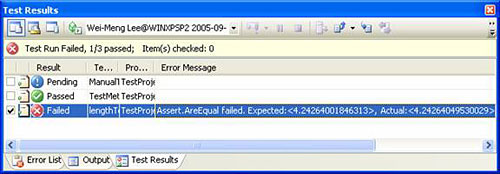 Test Results
Wei-Meng Lee@WINXPSP2 2005-09-
Test Run Failed, 1/3 passed; Item(s) checked: 0
Result Te... Pro... Error Message
Pending ManualT TestProje
Passed TestMet TestProje
Failed lengthTe TestProje Assert.AreEqual failed. Expected:<4.24264001846313>, Actual:<4.24264049530029>
Error List Output Test Results